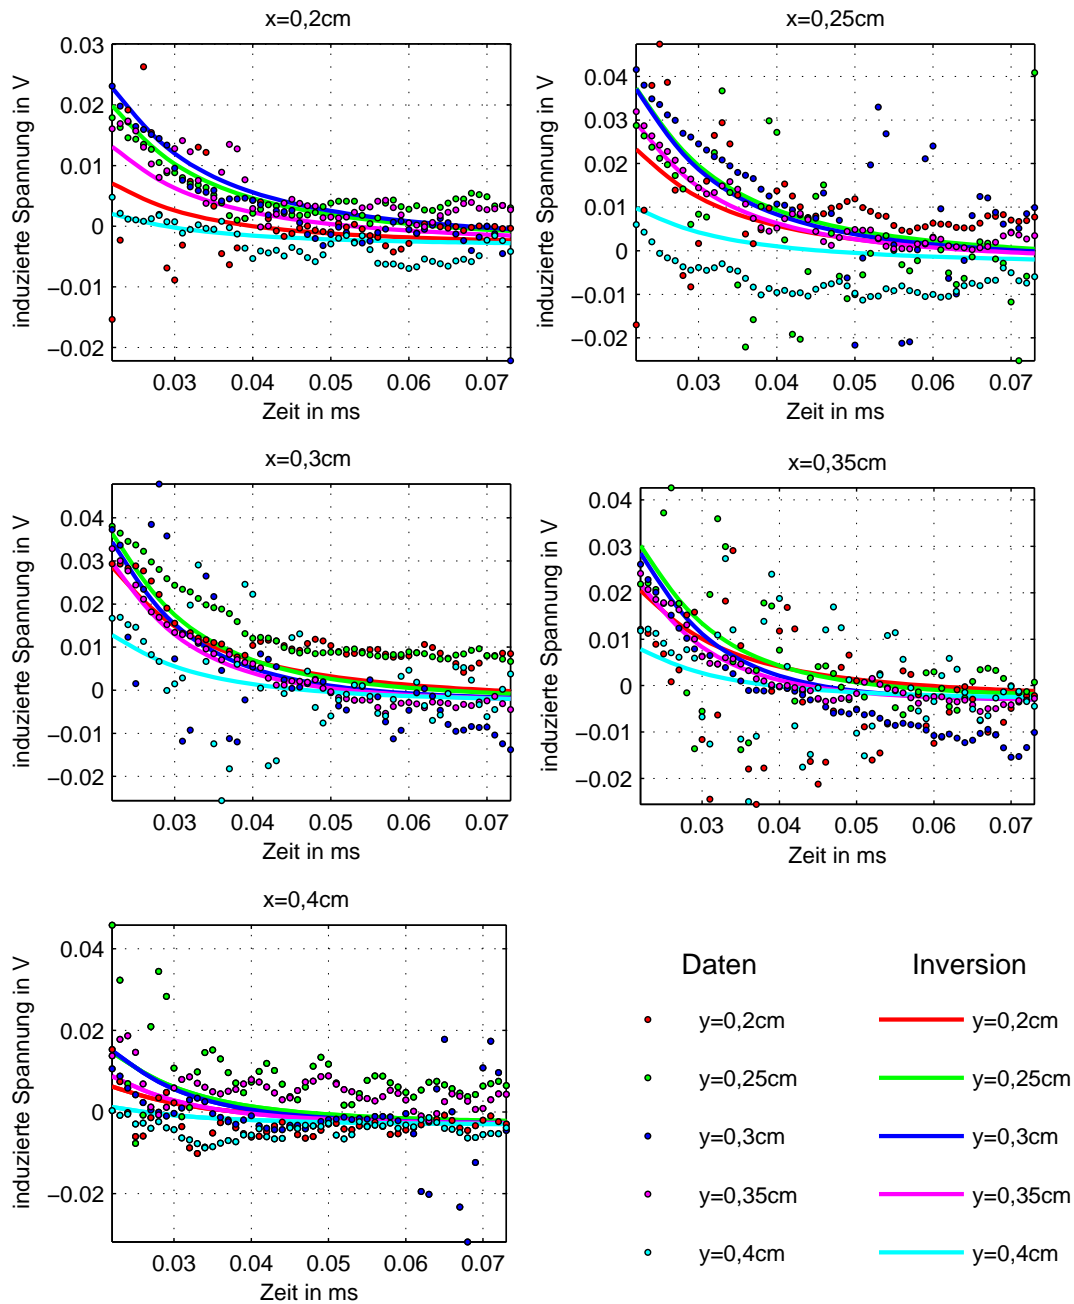 x=0,2cm
induzierte Spannung in V
0.03
0.02
0.01
0
−0.01
−0.02
0.03 0.04 0.05 0.06 0.07
Zeit in ms
x=0,25cm
induzierte Spannung in V
0.04
0.03
0.02
0.01
0
−0.01
−0.02
0.03 0.04 0.05 0.06 0.07
Zeit in ms
x=0,3cm
induzierte Spannung in V
0.04
0.03
0.02
0.01
0
−0.01
−0.02
0.03 0.04 0.05 0.06 0.07
Zeit in ms
x=0,35cm
induzierte Spannung in V
0.04
0.03
0.02
0.01
0
−0.01
−0.02
0.03 0.04 0.05 0.06 0.07
Zeit in ms
x=0,4cm
induzierte Spannung in V
0.04
0.02
0
−0.02
0.03 0.04 0.05 0.06 0.07
Zeit in ms
Daten Inversion
y=0,2cm y=0,2cm
y=0,25cm y=0,25cm
y=0,3cm y=0,3cm
y=0,35cm y=0,35cm
y=0,4cm y=0,4cm